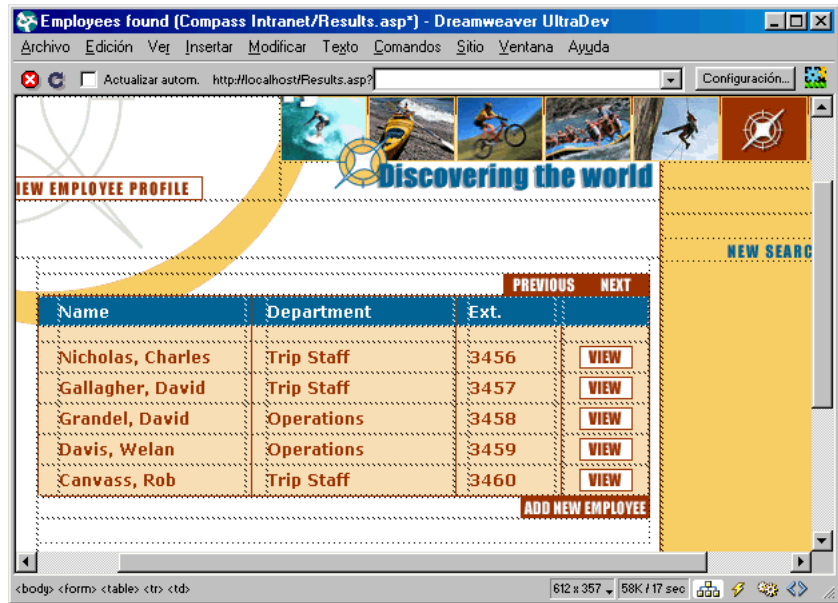 Employees found (Compass Intranet/Results.asp*) - Dreamweaver UltraDev
Archivo Edición Ver Insertar Modificar Texto Comandos Sitio Ventana Ayuda
Actualizar autom. http://localhost/Results.asp? Configuración...
Discovering the world
IEW EMPLOYEE PROFILE
NEW SEARC
PREVIOUS NEXT
Name Department Ext.
Nicholas, Charles Trip Staff 3456 VIEW
Gallagher, David Trip Staff 3457 VIEW
Grandel, David Operations 3458 VIEW
Davis, Welan Operations 3459 VIEW
Canvass, Rob Trip Staff 3460 VIEW
ADD NEW EMPLOYEE
<body> <form> <table> <tr> <td> 612 x 357 58K / 17 sec